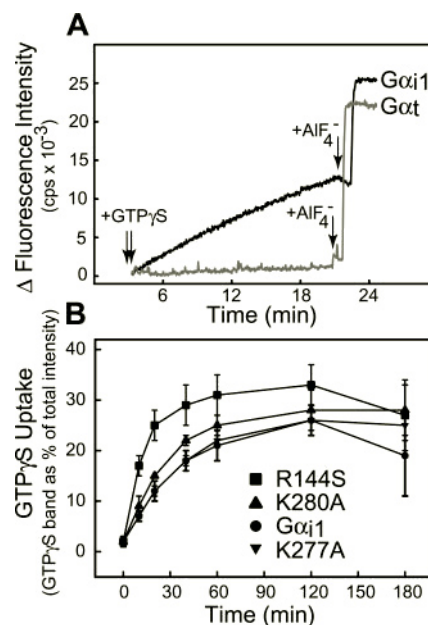 A
Δ Fluorescence Intensity
(cps x 10⁻³)
25
20
15
10
5
0
Gαi1
Gαt
+AlF₄⁻
+AlF₄⁻
+GTPγS
6
12
18
24
Time (min)
B
GTPγS Uptake
(GTPγS band as % of total intensity)
40
30
20
10
0
R144S
K280A
Gαi1
K277A
0
30
60
90
120
150
180
Time (min)